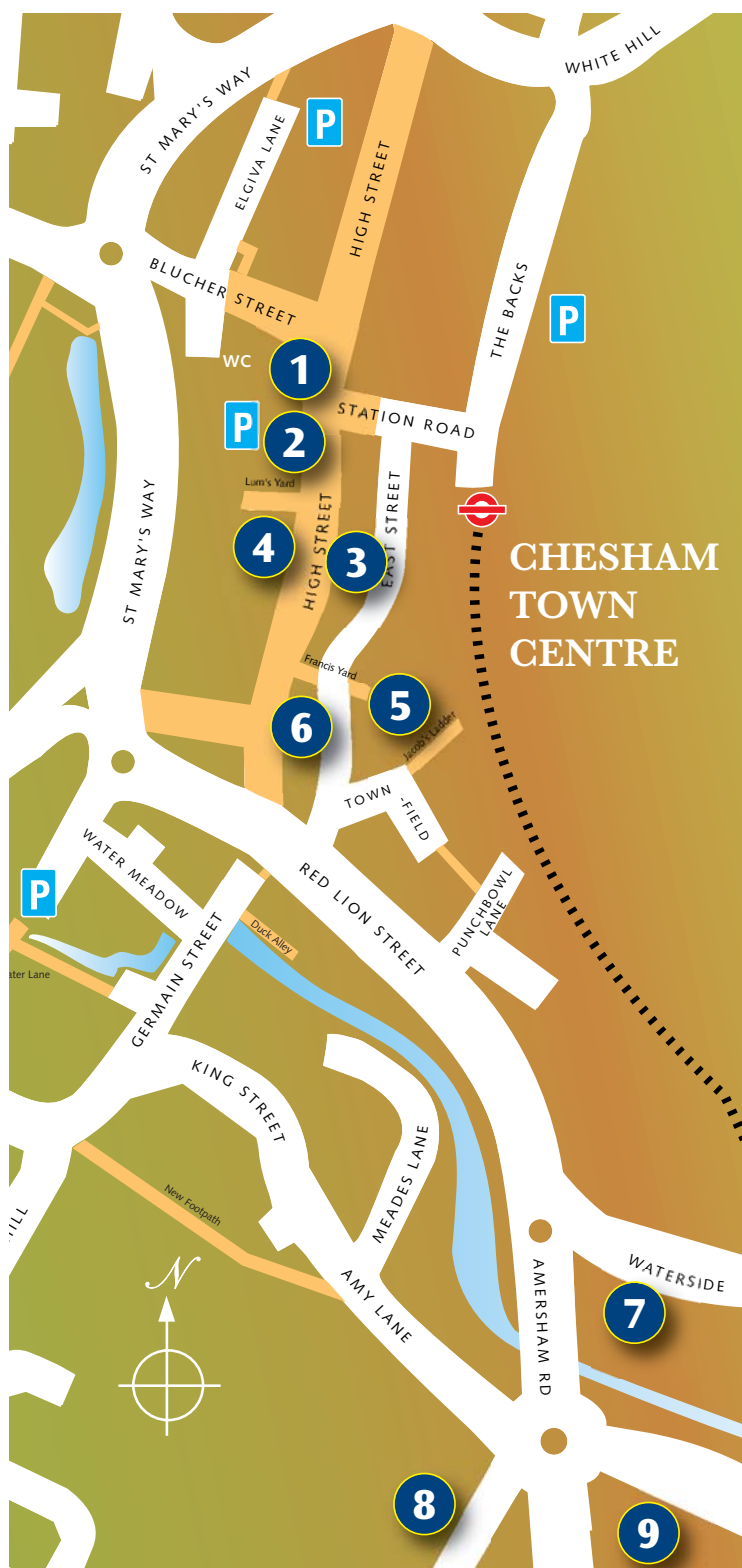 WHITE HILL
ST MARY'S WAY
P
ELGIVA LANE
HIGH STREET
BLUCHER STREET
THE BACKS
P
WC
1
P
2
STATION ROAD
Lum's Yard
HIGH STREET
EAST STREET
4
3
ST MARY'S WAY
CHESHAM
TOWN
CENTRE
Francis Yard
5
6
Jacob's Ladder
TOWN
-FIELD
WATER MEADOW
RED LION STREET
PUNCHBOWL
LANE
P
Duck Alley
GERMAIN STREET
ater Lane
KING STREET
MEADES LANE
New Footpath
HILL
N
AMY LANE
AMERSHAM RD
WATERSIDE
7
8
9